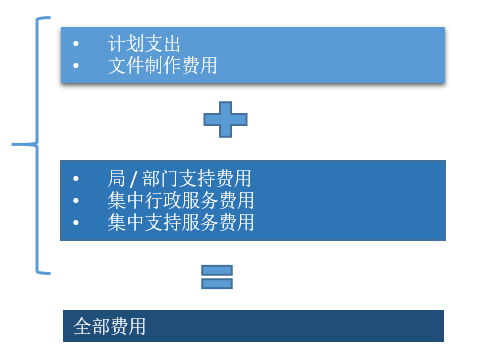 • 计划支出
• 文件制作费用
• 局 / 部门支持费用
• 集中行政服务费用
• 集中支持服务费用
全部费用